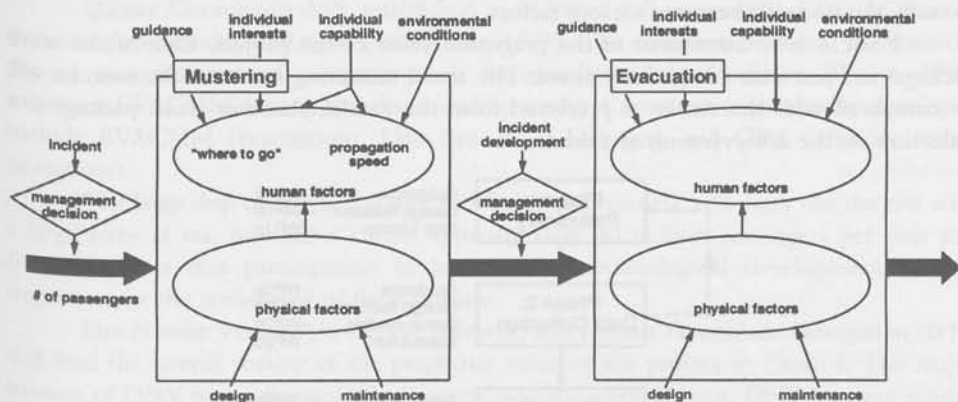 guidance
individual
interests
individual
capability
environmental
conditions
Mustering
"where to go"
propagation
speed
human factors
physical factors
design
maintenance
incident
management
decision
# of passengers
incident
development
management
decision
guidance
individual
interests
individual
capability
environmental
conditions
Evacuation
human factors
physical factors
design
maintenance